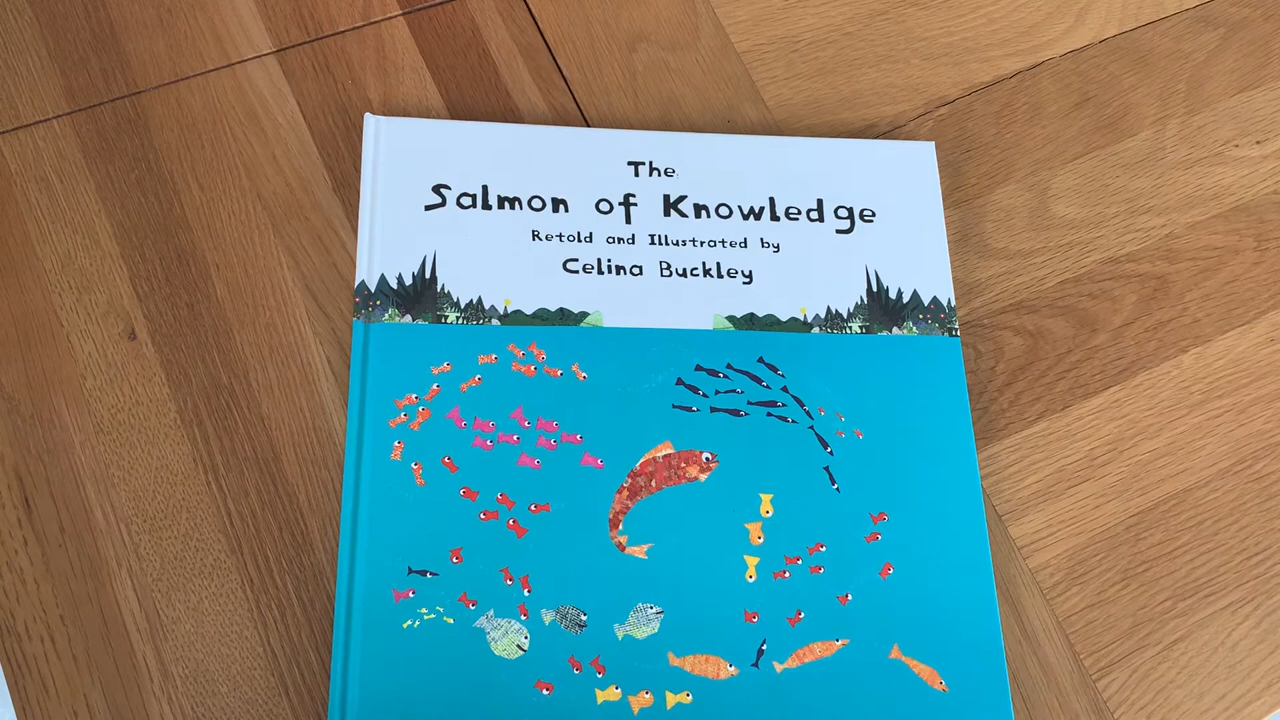 The
Salmon of Knowledge
Retold and Illustrated by
Celina Buckley